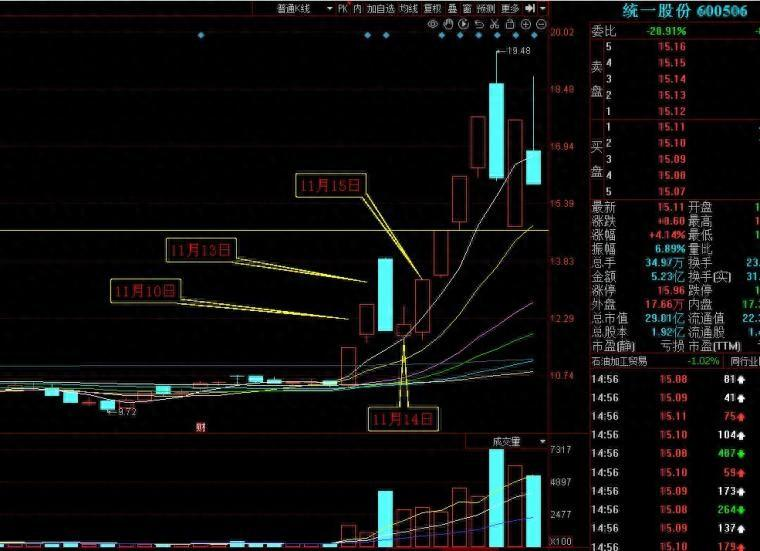 普通K线 PK 内 加自选 均线 复权 叠 窗 预测 更多
统一股份 600506
20.02
委比 -20.91%
19.48
卖盘
5 15.16
4 15.15
3 15.14
2 15.13
1 15.12
18.48
买盘
1 15.11
2 15.10
3 15.09
4 15.08
5 15.07
16.94
11月15日
15.39
最新 15.11 开盘
涨跌 +0.60 最高
涨幅 +4.14% 最低
振幅 6.89% 量比
总手 34.97万 换手 23.
金额 5.23亿 换手(实) 31.
涨停 15.96 跌停
外盘 17.66万 内盘 17.
总市值 29.01亿 流通值 22.
总股本 1.92亿 流通股 1.
市盈(静) 亏损 市盈(TTM)
11月13日
13.83
11月10日
12.29
石油加工贸易 -1.02% 同行业
10.74
9.72
11月14日
财
14:56 15.08 81
14:56 15.09 41
14:56 15.11 75
14:56 15.10 104
14:56 15.08 407
14:56 15.10 59
14:56 15.09 173
14:56 15.08 264
14:56 15.09 137
14:56 15.10 179
成交量
7317
4897
2477
X100